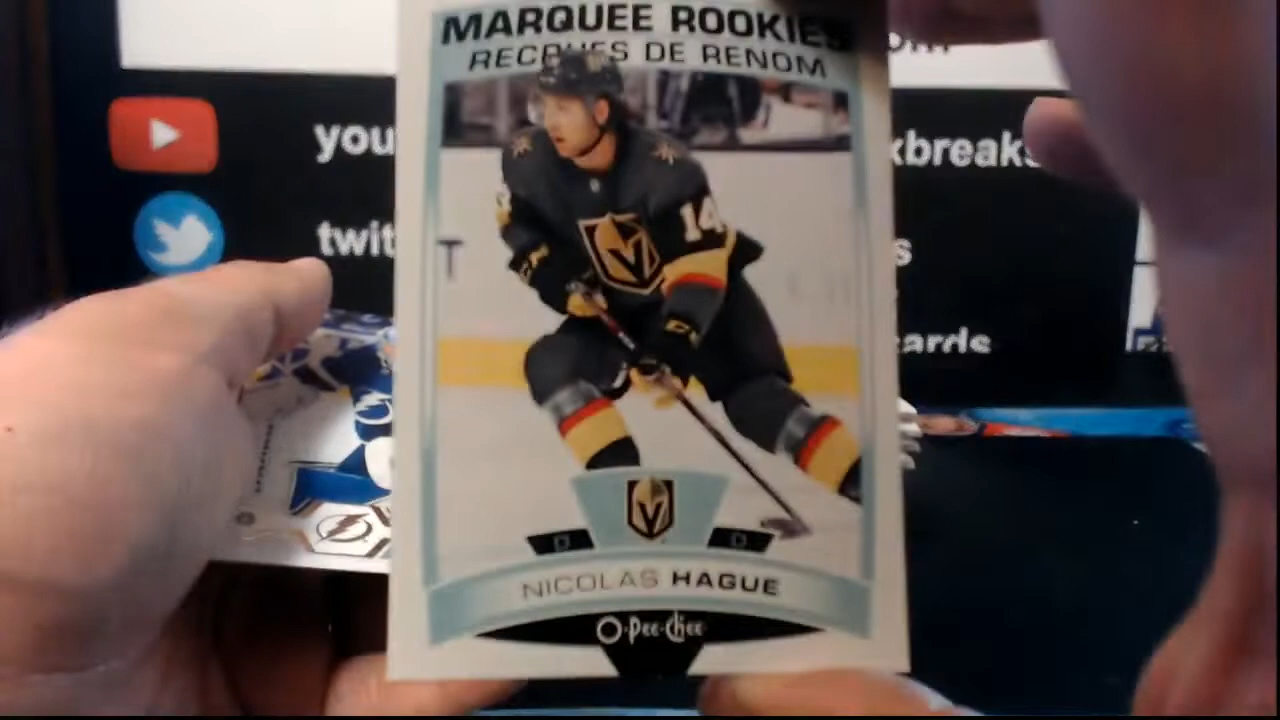 MARQUEE ROOKIES
RECRUES DE RENOM
you
xbreaks
twit
s
ards
14
T
D D
NICOLAS HAGUE
O-Pee-Chee